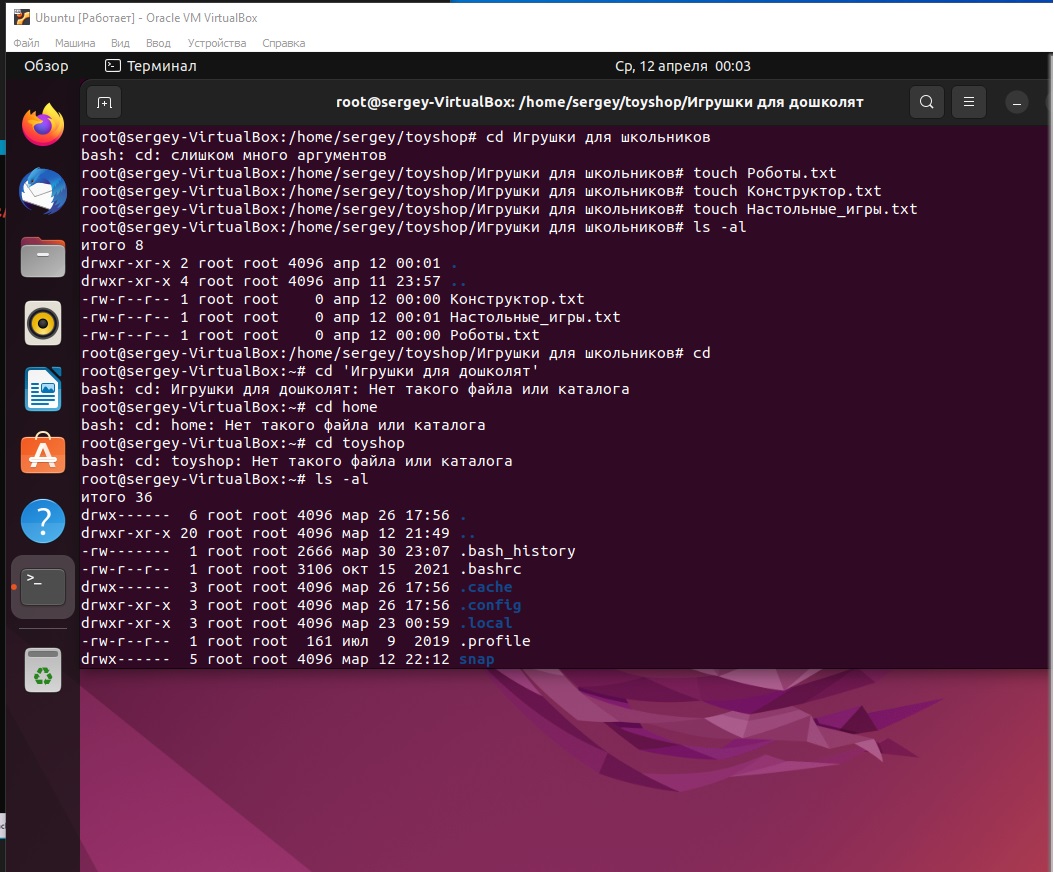 Ubuntu [Работает] - Oracle VM VirtualBox
Файл Машина Вид Ввод Устройства Справка
Обзор Терминал Ср, 12 апреля 00:03
root@sergey-VirtualBox: /home/sergey/toyshop/Игрушки для дошколят
root@sergey-VirtualBox:/home/sergey/toyshop# cd Игрушки для школьников
bash: cd: слишком много аргументов
root@sergey-VirtualBox:/home/sergey/toyshop/Игрушки для школьников# touch Роботы.txt
root@sergey-VirtualBox:/home/sergey/toyshop/Игрушки для школьников# touch Конструктор.txt
root@sergey-VirtualBox:/home/sergey/toyshop/Игрушки для школьников# touch Настольные_игры.txt
root@sergey-VirtualBox:/home/sergey/toyshop/Игрушки для школьников# ls -al
итого 8
drwxr-xr-x 2 root root 4096 апр 12 00:01 .
drwxr-xr-x 4 root root 4096 апр 11 23:57 ..
-rw-r--r-- 1 root root    0 апр 12 00:00 Конструктор.txt
-rw-r--r-- 1 root root    0 апр 12 00:01 Настольные_игры.txt
-rw-r--r-- 1 root root    0 апр 12 00:00 Роботы.txt
root@sergey-VirtualBox:/home/sergey/toyshop/Игрушки для школьников# cd
root@sergey-VirtualBox:~# cd 'Игрушки для дошколят'
bash: cd: Игрушки для дошколят: Нет такого файла или каталога
root@sergey-VirtualBox:~# cd home
bash: cd: home: Нет такого файла или каталога
root@sergey-VirtualBox:~# cd toyshop
bash: cd: toyshop: Нет такого файла или каталога
root@sergey-VirtualBox:~# ls -al
итого 36
drwx------  6 root root 4096 мар 26 17:56 .
drwxr-xr-x 20 root root 4096 мар 12 21:49 ..
-rw-------  1 root root 2666 мар 30 23:07 .bash_history
-rw-r--r--  1 root root 3106 окт 15  2021 .bashrc
drwx------  3 root root 4096 мар 26 17:56 .cache
drwxr-xr-x  3 root root 4096 мар 26 17:56 .config
drwxr-xr-x  3 root root 4096 мар 23 00:59 .local
-rw-r--r--  1 root root  161 июл  9  2019 .profile
drwx------  5 root root 4096 мар 12 22:12 snap